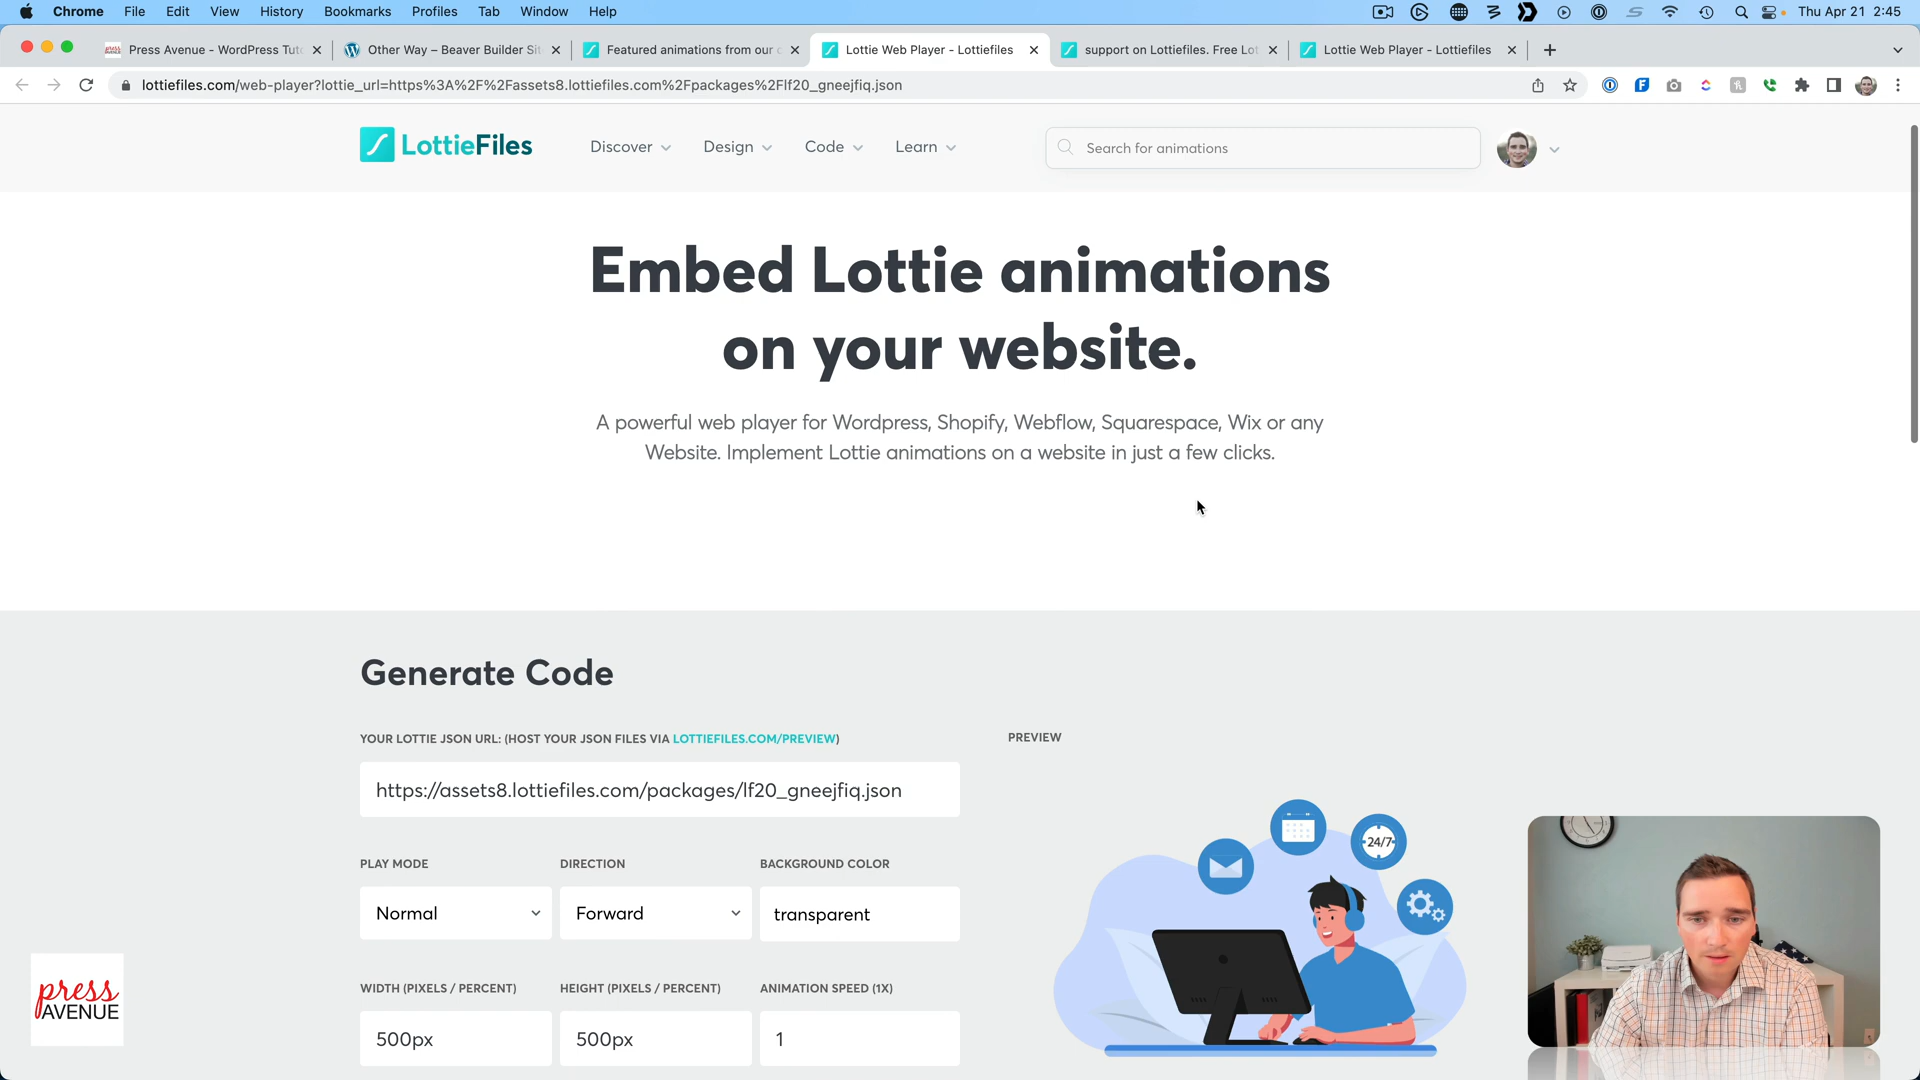 Chrome File Edit View History Bookmarks Profiles Tab Window Help Thu Apr 21 2:45
Press Avenue - WordPress Tut
Other Way – Beaver Builder Sit
Featured animations from our c
Lottie Web Player - Lottiefiles
support on Lottiefiles. Free Lot
Lottie Web Player - Lottiefiles
lottiefiles.com/web-player?lottie_url=https%3A%2F%2Fassets8.lottiefiles.com%2Fpackages%2Flf20_gneejfiq.json
LottieFiles
Discover Design Code Learn
Search for animations
Embed Lottie animations
on your website.
A powerful web player for Wordpress, Shopify, Webflow, Squarespace, Wix or any
Website. Implement Lottie animations on a website in just a few clicks.
Generate Code
YOUR LOTTIE JSON URL: (HOST YOUR JSON FILES VIA LOTTIEFILES.COM/PREVIEW)
PREVIEW
https://assets8.lottiefiles.com/packages/lf20_gneejfiq.json
24/7
PLAY MODE DIRECTION BACKGROUND COLOR
Normal Forward transparent
WIDTH (PIXELS / PERCENT) HEIGHT (PIXELS / PERCENT) ANIMATION SPEED (1X)
500px 500px 1
press
AVENUE